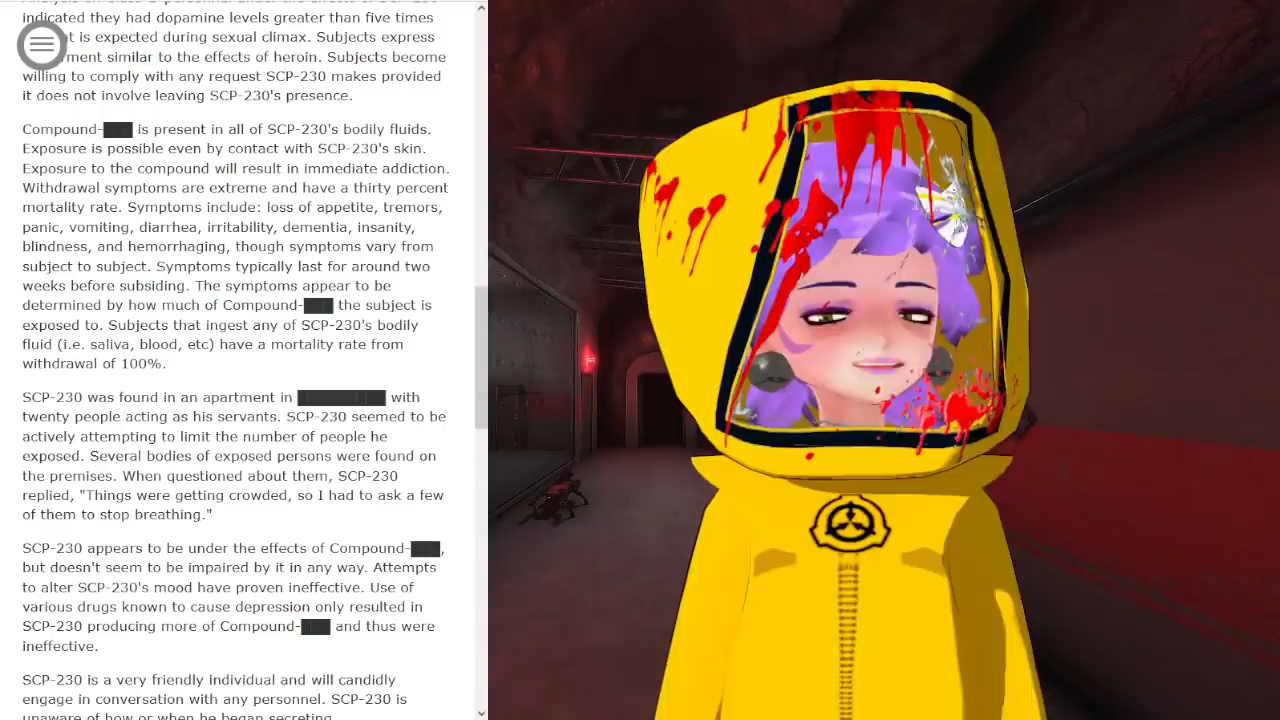 indicated they had dopamine levels greater than five times
is expected during sexual climax. Subjects express
similar to the effects of heroin. Subjects become
willing to comply with any request SCP-230 makes provided
it does not involve leaving SCP-230's presence.
Compound-███ is present in all of SCP-230's bodily fluids.
Exposure is possible even by contact with SCP-230's skin.
Exposure to the compound will result in immediate addiction.
Withdrawal symptoms are extreme and have a thirty percent
mortality rate. Symptoms include: loss of appetite, tremors,
panic, vomiting, diarrhea, irritability, dementia, insanity,
blindness, and hemorrhaging, though symptoms vary from
subject to subject. Symptoms typically last for around two
weeks before subsiding. The symptoms appear to be
determined by how much of Compound-███ the subject is
exposed to. Subjects that ingest any of SCP-230's bodily
fluid (i.e. saliva, blood, etc) have a mortality rate from
withdrawal of 100%.
SCP-230 was found in an apartment in █████████ with
twenty people acting as his servants. SCP-230 seemed to be
actively attempting to limit the number of people he
exposed. Several bodies of exposed persons were found on
the premises. When questioned about them, SCP-230
replied, "Things were getting crowded, so I had to ask a few
of them to stop breathing."
SCP-230 appears to be under the effects of Compound-███,
but doesn't seem to be impaired by it in any way. Attempts
to alter SCP-230's mood have proven ineffective. Use of
various drugs known to cause depression only resulted in
SCP-230 producing more of Compound-███ and thus were
ineffective.
SCP-230 is a very friendly individual and will candidly
engage in conversation with anyone. SCP-230 is
unaware of how or when he began secreting